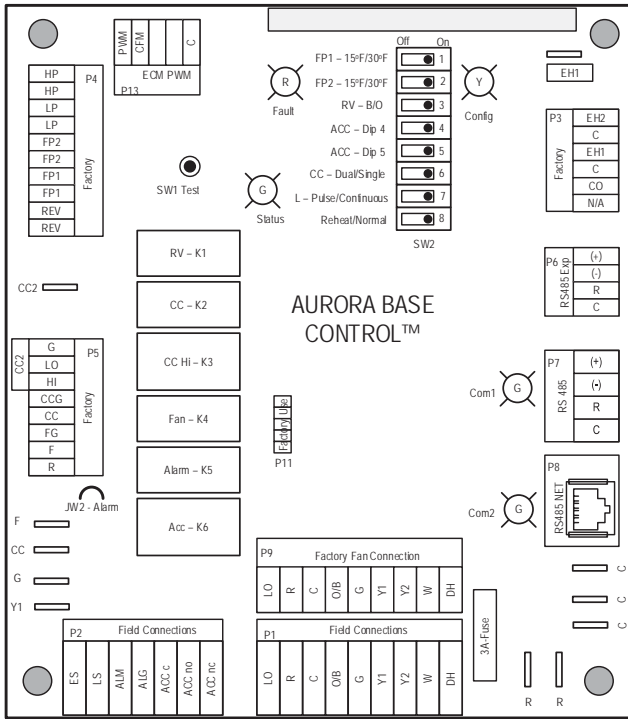 PWM
CFM
C
ECM PWM
P13
HP
HP
LP
LP
FP2
FP2
FP1
FP1
REV
REV
P4
Factory
SW1 Test
R
Fault
G
Status
Off On
FP1 – 15ºF/30ºF 1
FP2 – 15ºF/30ºF 2
RV – B/O 3
ACC – Dip 4 4
ACC – Dip 5 5
CC – Dual/Single 6
L – Pulse/Continuous 7
Reheat/Normal 8
SW2
Y
Config
EH1
P3
Factory
EH2
C
EH1
C
CO
N/A
P6
RS485 Exp
(+)
(-)
R
C
CC2
RV – K1
CC – K2
CC Hi – K3
Fan – K4
Alarm – K5
Acc – K6
AURORA BASE
CONTROL™
CC2
G
LO
HI
CCG
CC
FG
F
R
P5
Factory
JW2 - Alarm
Factory Use
P11
Com1
G
P7
RS 485
(+)
(-)
R
C
Com2
G
P8
RS485 NET
F
CC
G
Y1
P9
Factory Fan Connection
LO
R
C
O/B
G
Y1
Y2
W
DH
P2
Field Connections
ES
LS
ALM
ALG
ACC c
ACC no
ACC nc
P1
Field Connections
LO
R
C
O/B
G
Y1
Y2
W
DH
3A-Fuse
C
C
C
R
R